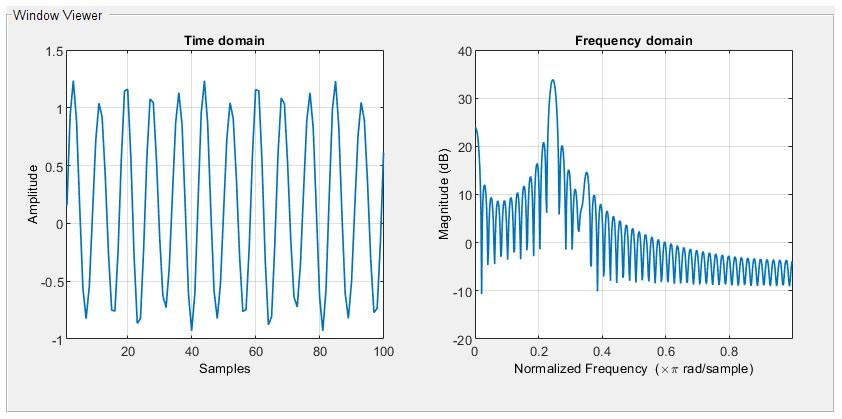 Window Viewer
Time domain
1.5
1
0.5
0
-0.5
-1
Amplitude
20 40 60 80 100
Samples
Frequency domain
40
30
20
10
0
-10
-20
Magnitude (dB)
0 0.2 0.4 0.6 0.8
Normalized Frequency (×π rad/sample)